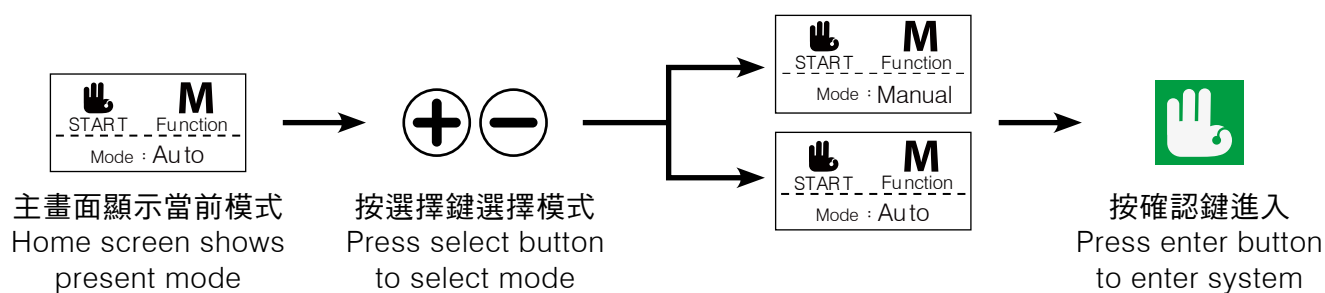 START
M
Function
Mode：Auto
主畫面顯示當前模式
Home screen shows
present mode
按選擇鍵選擇模式
Press select button
to select mode
START
M
Function
Mode：Manual
START
M
Function
Mode：Auto
按確認鍵進入
Press enter button
to enter system